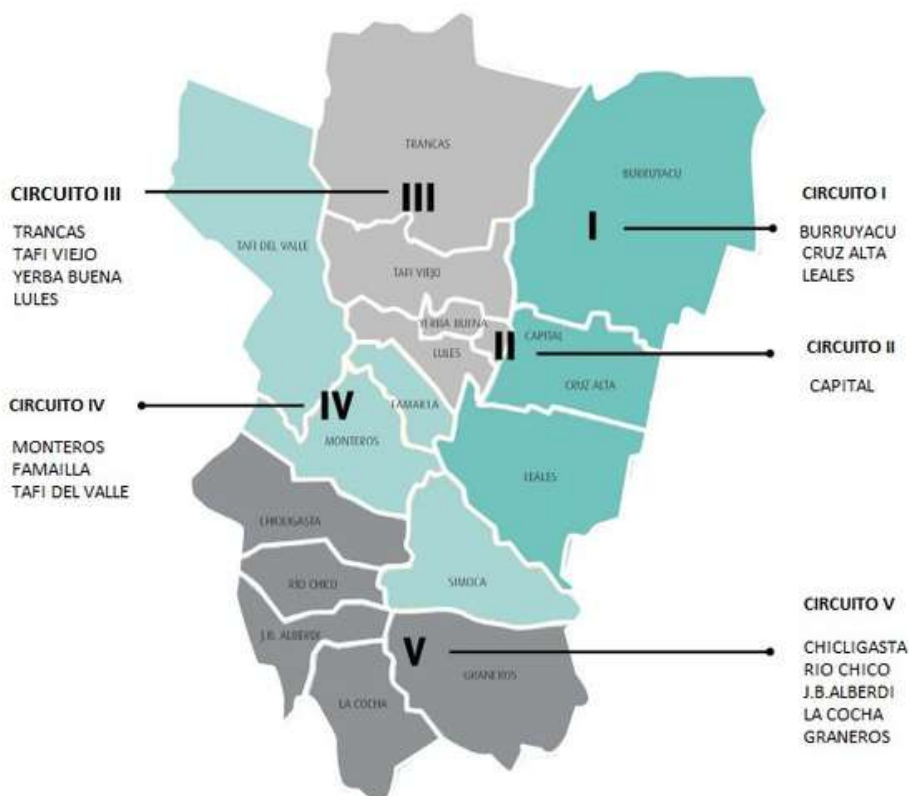 TRANCAS
BURRUYACU
CIRCUITO III
III
CIRCUITO I
TRANCAS
TAFI VIEJO
YERBA BUENA
LULES
TAFI DEL VALLE
I
BURRUYACU
CRUZ ALTA
LEALES
TAFI VIEJO
YERBA BUENA
CAPITAL
II
LULES
CIRCUITO II
CRUZ ALTA
CAPITAL
CIRCUITO IV
IV
FAMAILLA
MONTEROS
MONTEROS
FAMAILLA
TAFI DEL VALLE
LEALES
CHICLIGASTA
RIO CHICO
SIMOCA
CIRCUITO V
J.B. ALBERDI
V
GRANEROS
LA COCHA
CHICLIGASTA
RIO CHICO
J.B.ALBERDI
LA COCHA
GRANEROS